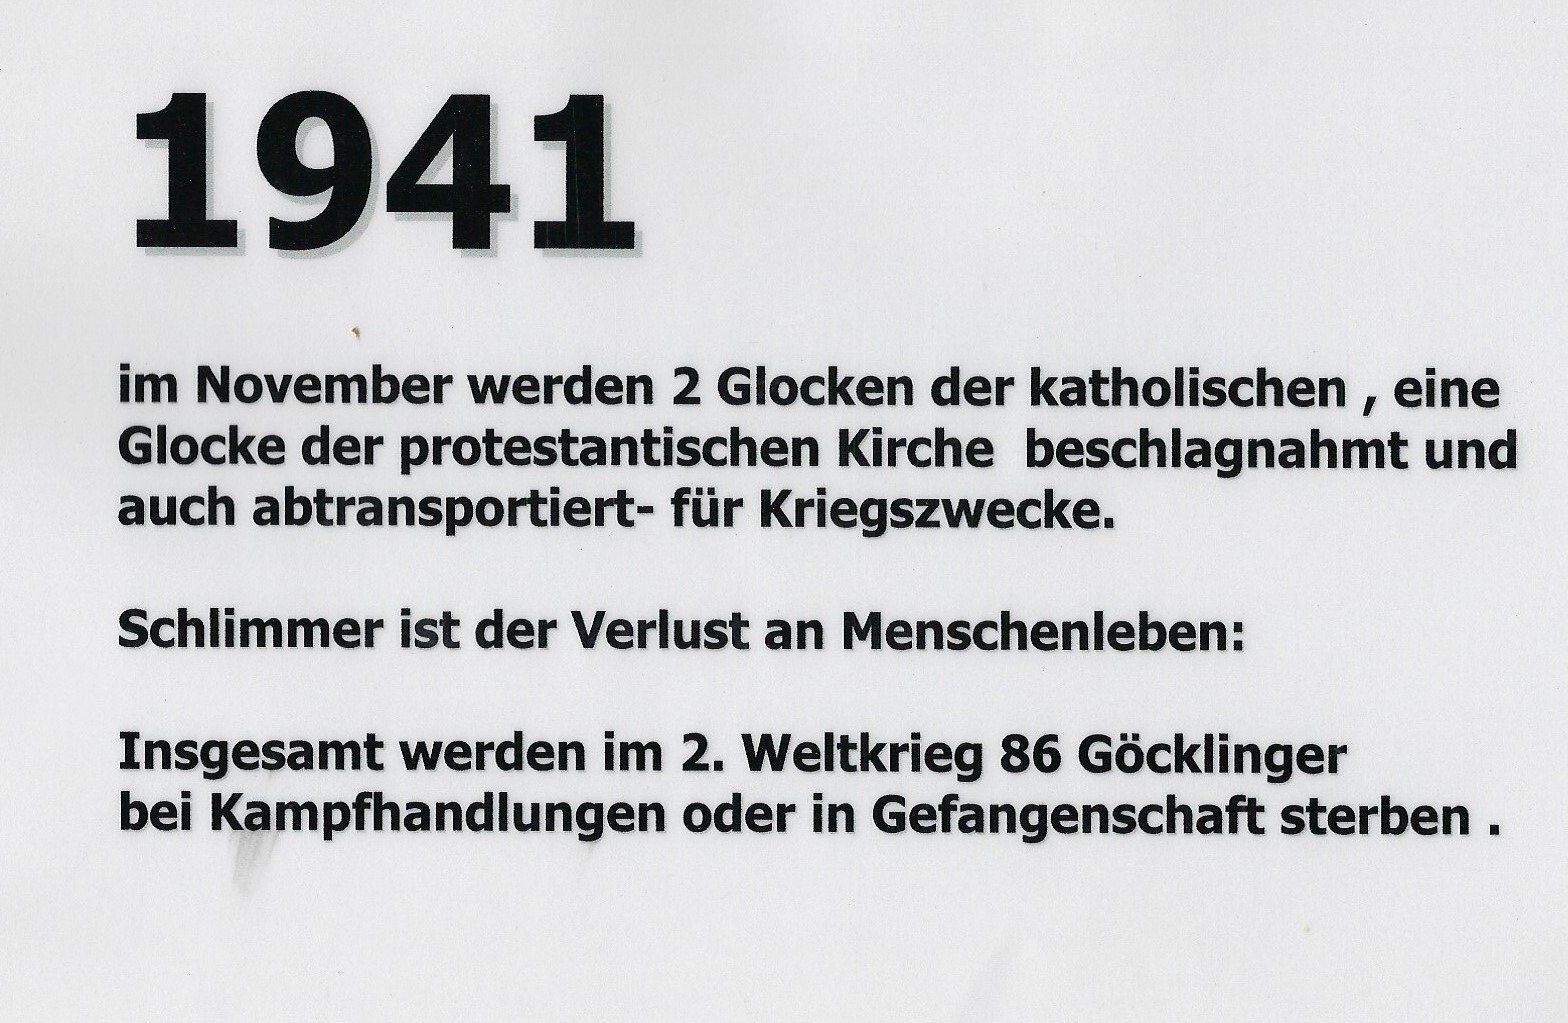 1941
im November werden 2 Glocken der katholischen , eine
Glocke der protestantischen Kirche  beschlagnahmt und
auch abtransportiert- für Kriegszwecke.
Schlimmer ist der Verlust an Menschenleben:
Insgesamt werden im 2. Weltkrieg 86 Göcklinger
bei Kampfhandlungen oder in Gefangenschaft sterben .